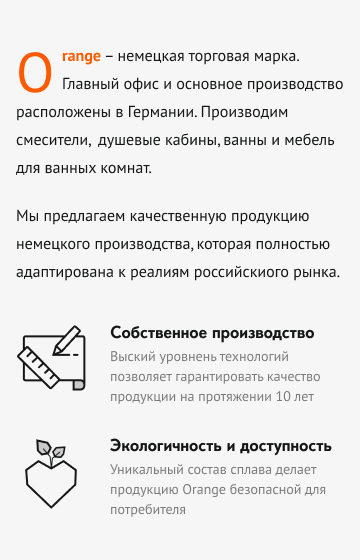 Orange – немецкая торговая марка.
Главный офис и основное производство
расположены в Германии. Производим
смесители, душевые кабины, ванны и мебель
для ванных комнат.
Мы предлагаем качественную продукцию
немецкого производства, которая полностью
адаптирована к реалиям российскиого рынка.
Собственное производство
Выский уровнень технологий
позволяет гарантировать качество
продукции на протяжении 10 лет
Экологичность и доступность
Уникальный состав сплава делает
продукцию Orange безопасной для
потребителя